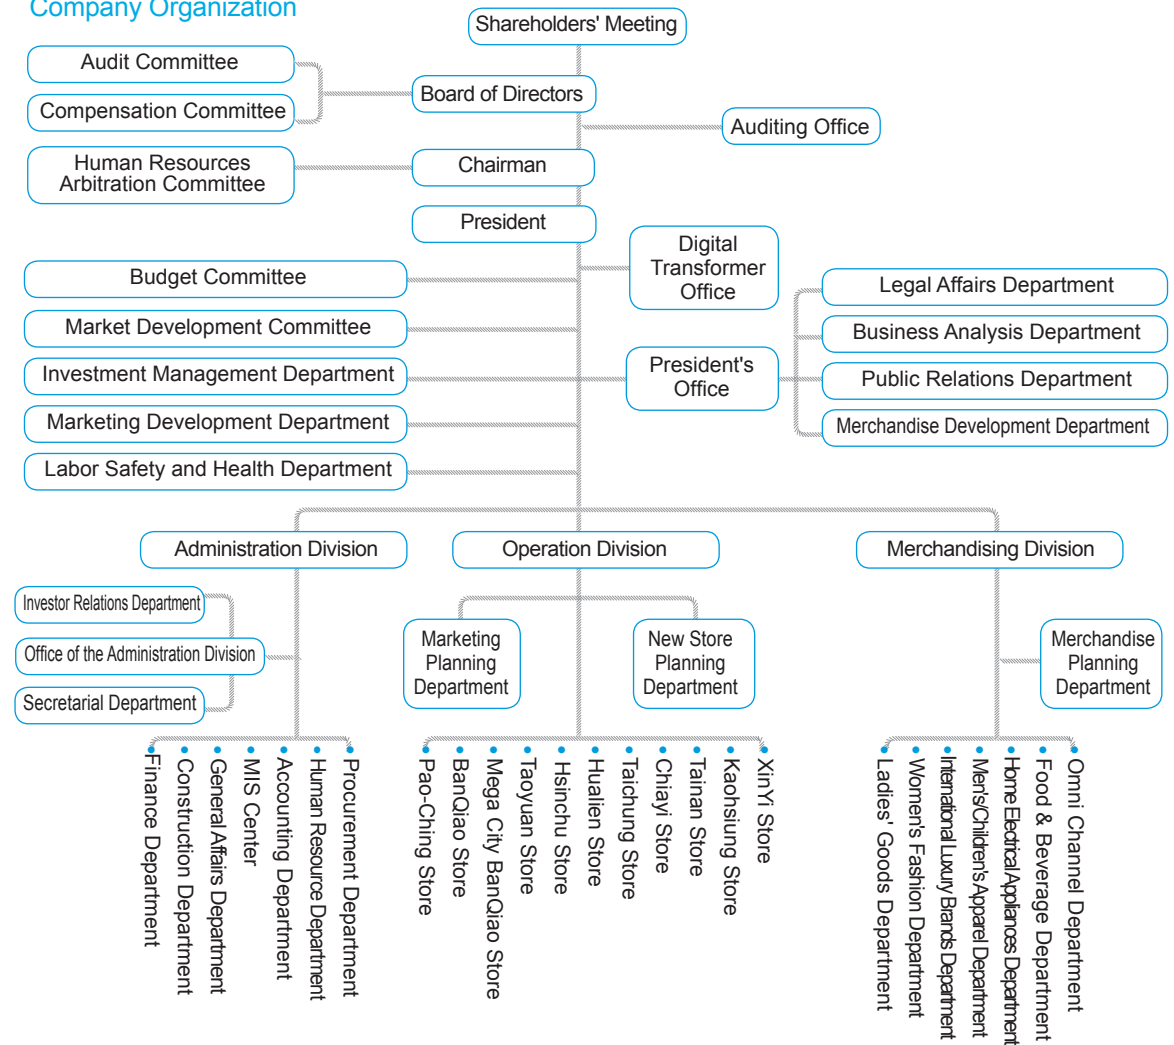 Company Organization
Shareholders' Meeting
Audit Committee
Board of Directors
Compensation Committee
Auditing Office
Human Resources
Arbitration Committee
Chairman
President
Digital
Transformer
Office
Budget Committee
Legal Affairs Department
Market Development Committee
Business Analysis Department
Investment Management Department
President's
Office
Public Relations Department
Marketing Development Department
Merchandise Development Department
Labor Safety and Health Department
Administration Division
Operation Division
Merchandising Division
Investor Relations Department
Office of the Administration Division
Secretarial Department
Marketing
Planning
Department
New Store
Planning
Department
Merchandise
Planning
Department
Finance Department
Construction Department
General Affairs Department
MIS Center
Accounting Department
Human Resource Department
Procurement Department
Pao-Ching Store
BanQiao Store
Mega City BanQiao Store
Taoyuan Store
Hsinchu Store
Hualien Store
Taichung Store
Chiayi Store
Tainan Store
Kaohsiung Store
XinYi Store
Ladies' Goods Department
Women's Fashion Department
International Luxury Brands Department
Men's/Children's Apparel Department
Home Electrical Appliances Department
Food & Beverage Department
Omni Channel Department